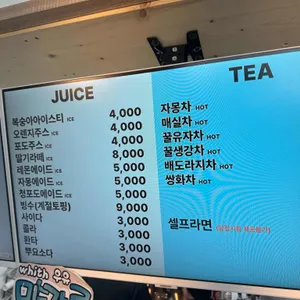 JUICE
복숭아아이스티 ICE 4,000
오렌지주스 ICE 4,000
포도주스 ICE 4,000
딸기라떼 ICE 8,000
레몬에이드 ICE 5,000
자몽에이드 ICE 5,000
청포도에이드 ICE 5,000
빙수(계절토핑) 9,000
사이다 3,000
콜라 3,000
환타 3,000
뿌요소다 3,000
TEA
자몽차 HOT
매실차 HOT
꿀유자차 HOT
꿀생강차 HOT
배도라지차 HOT
쌍화차 HOT
셀프라면
which 우유